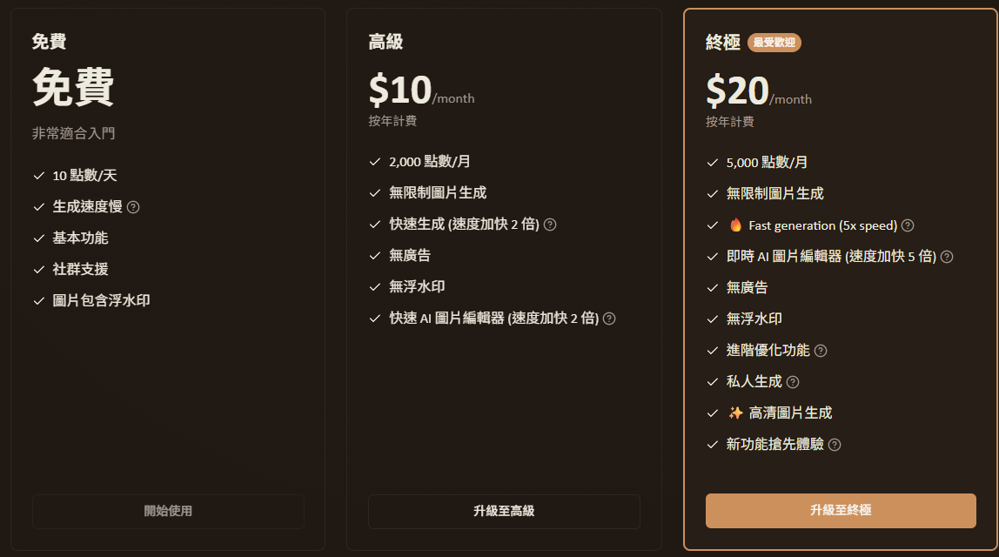 免費
免費
非常適合入門
10 點數/天
生成速度慢
基本功能
社群支援
圖片包含浮水印
開始使用
高級
$10/month
按年計費
2,000 點數/月
無限制圖片生成
快速生成 (速度加快 2 倍)
無廣告
無浮水印
快速 AI 圖片編輯器 (速度加快 2 倍)
升級至高級
終極 最受歡迎
$20/month
按年計費
5,000 點數/月
無限制圖片生成
🔥 Fast generation (5x speed)
即時 AI 圖片編輯器 (速度加快 5 倍)
無廣告
無浮水印
進階優化功能
私人生成
✨ 高清圖片生成
新功能搶先體驗
升級至終極